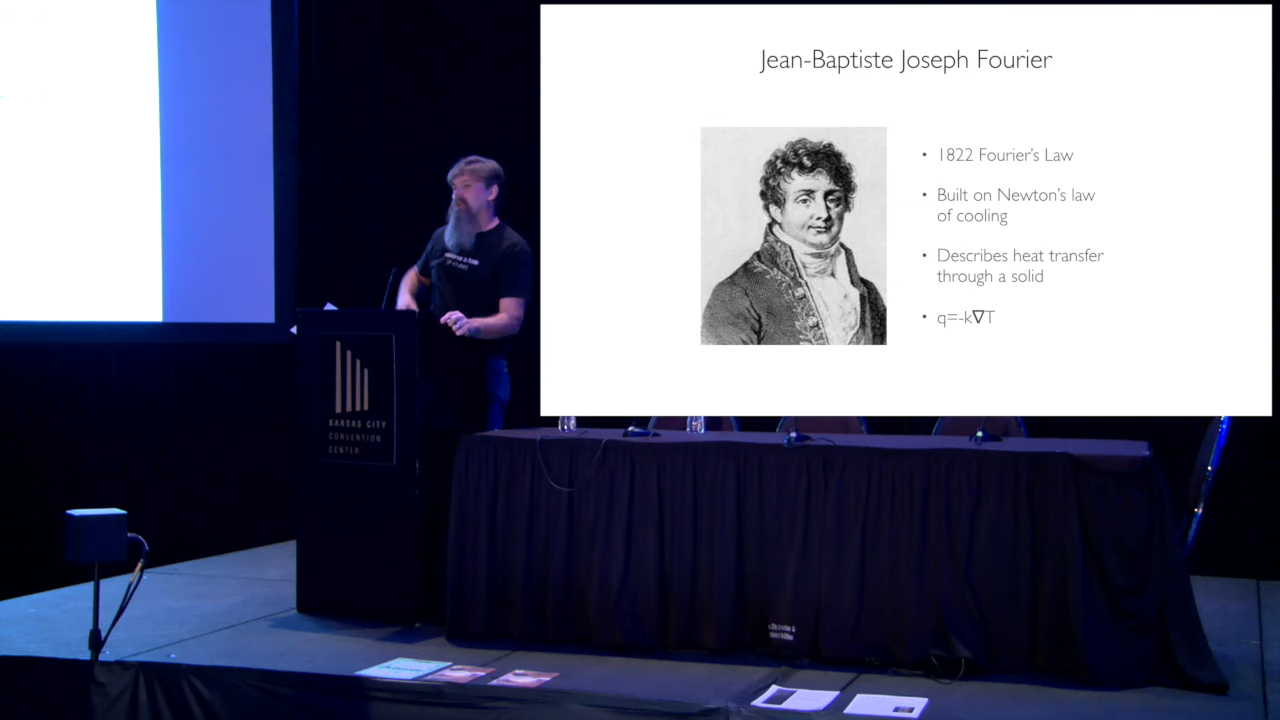 Jean-Baptiste Joseph Fourier
• 1822 Fourier's Law
• Built on Newton's law
of cooling
• Describes heat transfer
through a solid
• q=-k∇T
KANSAS CITY
CONVENTION
CENTER